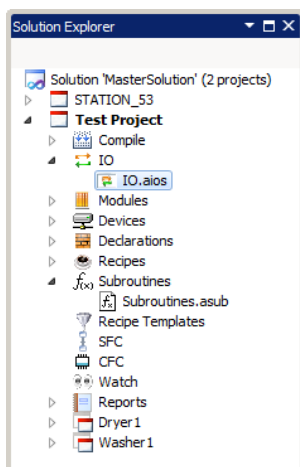 Solution Explorer
Solution 'MasterSolution' (2 projects)
STATION_53
Test Project
Compile
IO
IO.aios
Modules
Devices
Declarations
Recipes
f(x) Subroutines
fx Subroutines.asub
Recipe Templates
SFC
CFC
Watch
Reports
Dryer1
Washer1